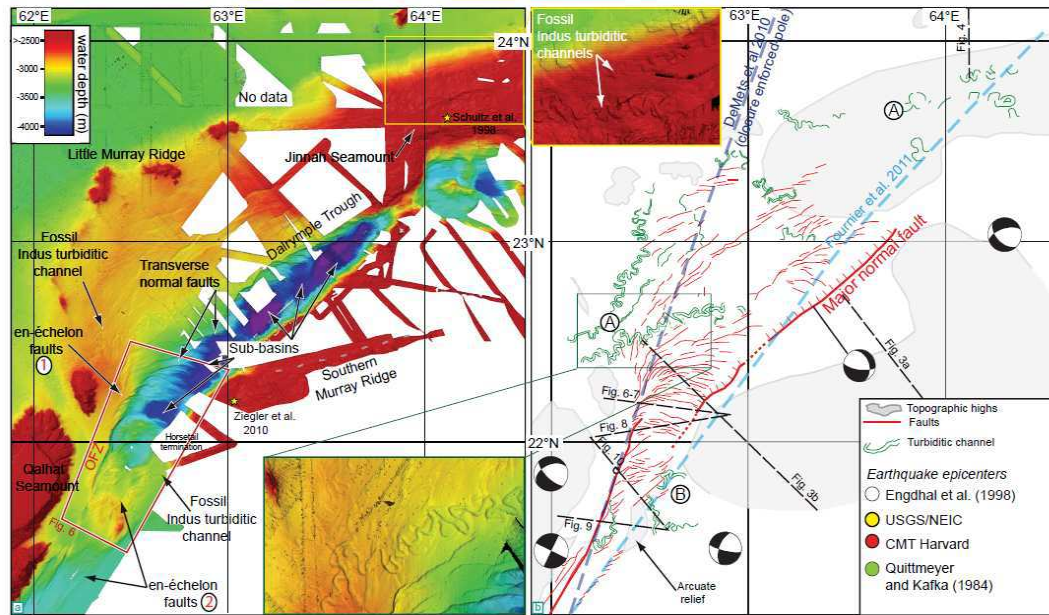 62°E
63°E
64°E
>-2500
-3000
-3500
-4000
water depth (m)
No data
Little Murray Ridge
Schultz et al.
1998
Jinnah Seamount
Dalrymple Trough
Fossil
Indus turbiditic
channel
Transverse
normal faults
en-échelon
faults 1
Sub-basins
Southern
Murray Ridge
Ziegler et al.
2010
Horsetail
termination
OFZ
Qalhat
Seamount
Fig. 6
Fossil
Indus turbiditic
channel
en-échelon
faults 2
a
24°N
23°N
22°N
Fossil
Indus turbiditic
channels
63°E
64°E
DeMets et al. 2010
(closure enforced pole)
Fig. 4
A
Fournier et al. 2011
Major normal fault
A
Fig. 3a
Fig. 6-7
Fig. 8
Fig. 10
Fig. 3b
B
Fig. 9
Arcuate
relief
Topographic highs
Faults
Turbiditic channel
Earthquake epicenters
Engdhal et al. (1998)
USGS/NEIC
CMT Harvard
Quittmeyer
and Kafka (1984)
b